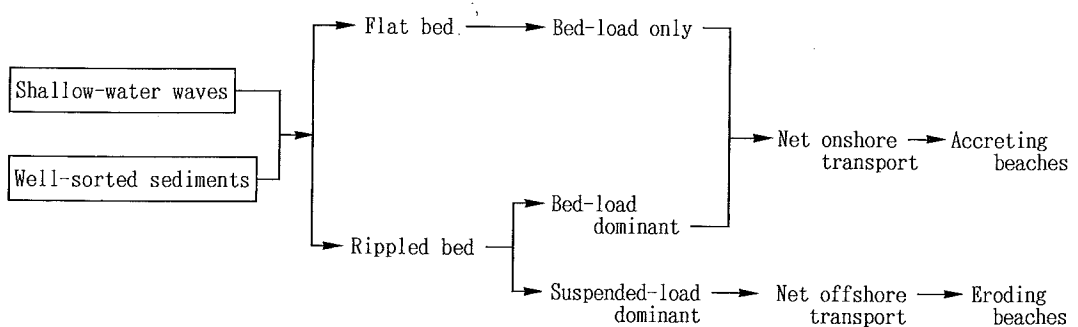 Flat bed.
Bed-load only
Shallow-water waves
Well-sorted sediments
Net onshore
transport
Accreting
beaches
Rippled bed
Bed-load
dominant
Suspended-load
dominant
Net offshore
transport
Eroding
beaches